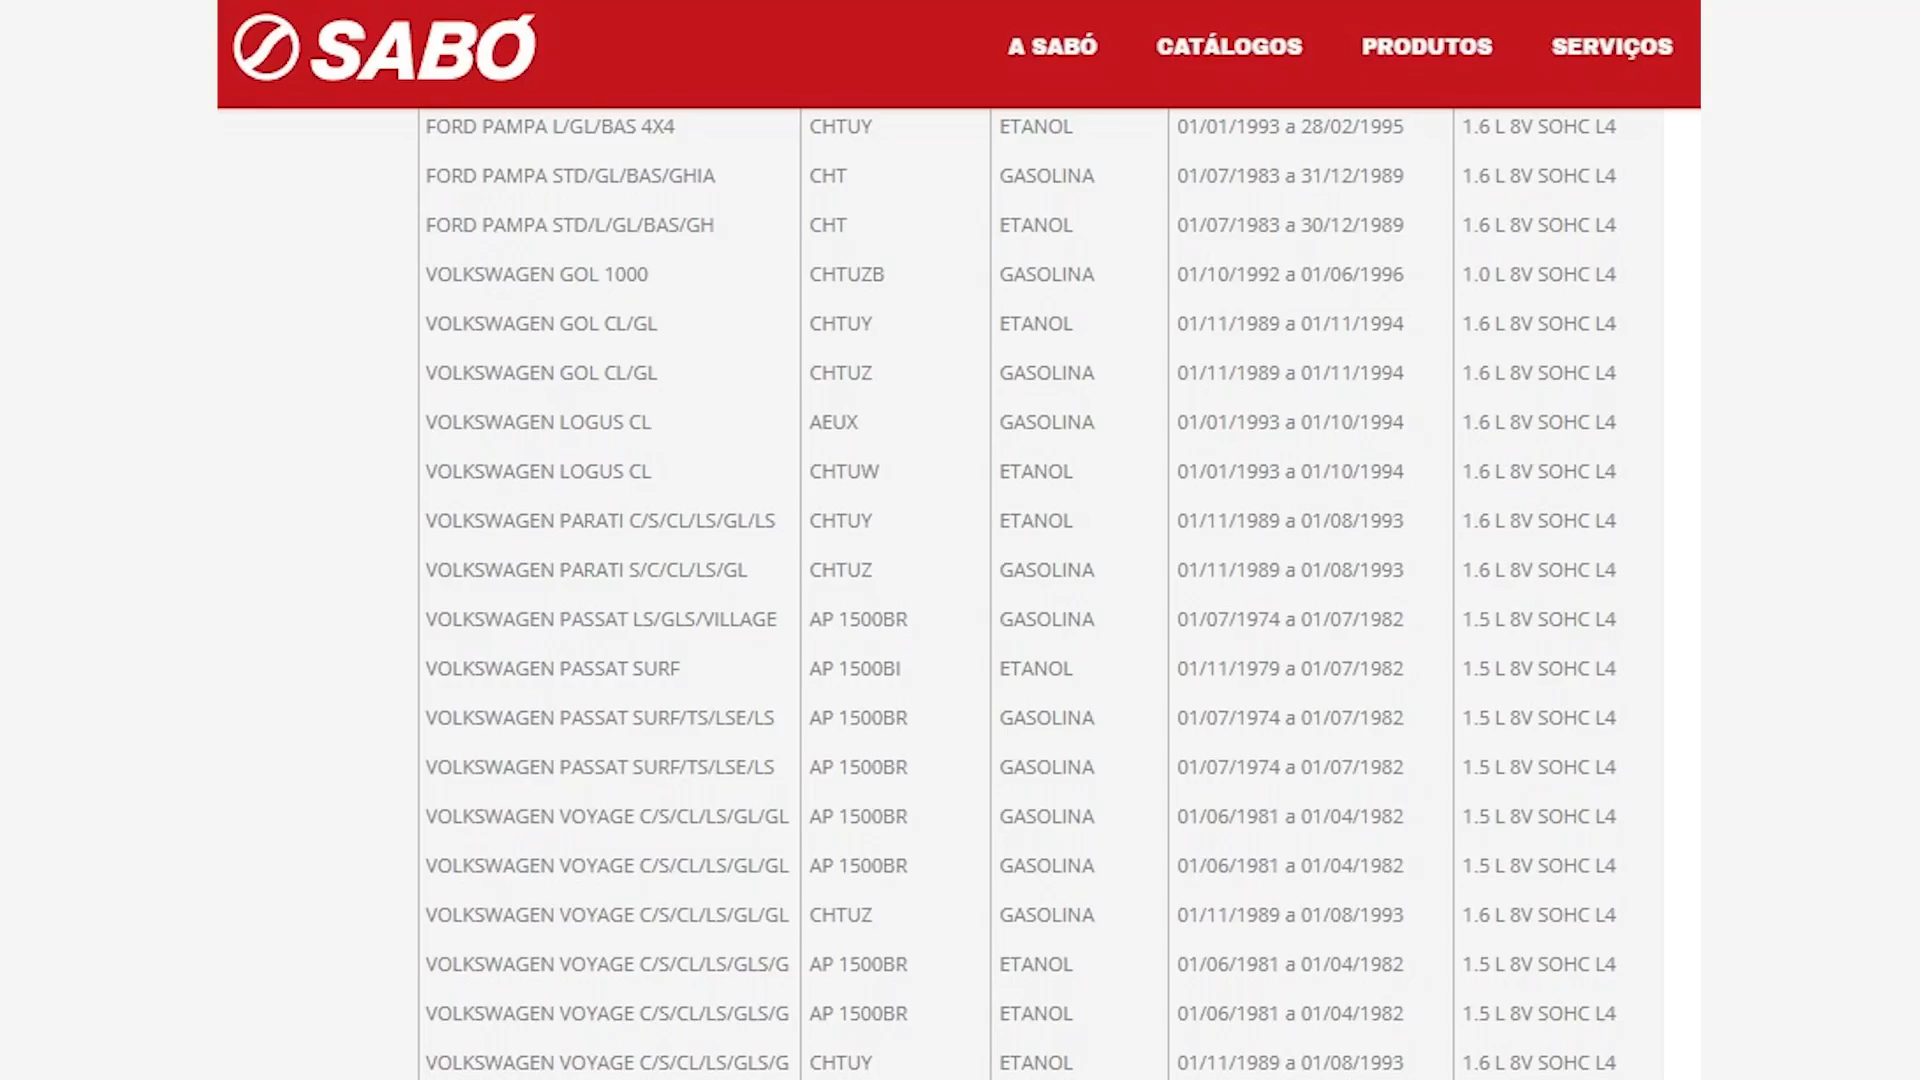 SABÓ A SABÓ CATÁLOGOS PRODUTOS SERVIÇOS
FORD PAMPA L/GL/BAS 4X4 CHTUY ETANOL 01/01/1993 a 28/02/1995 1.6 L 8V SOHC L4
FORD PAMPA STD/GL/BAS/GHIA CHT GASOLINA 01/07/1983 a 31/12/1989 1.6 L 8V SOHC L4
FORD PAMPA STD/L/GL/BAS/GH CHT ETANOL 01/07/1983 a 30/12/1989 1.6 L 8V SOHC L4
VOLKSWAGEN GOL 1000 CHTUZB GASOLINA 01/10/1992 a 01/06/1996 1.0 L 8V SOHC L4
VOLKSWAGEN GOL CL/GL CHTUY ETANOL 01/11/1989 a 01/11/1994 1.6 L 8V SOHC L4
VOLKSWAGEN GOL CL/GL CHTUZ GASOLINA 01/11/1989 a 01/11/1994 1.6 L 8V SOHC L4
VOLKSWAGEN LOGUS CL AEUX GASOLINA 01/01/1993 a 01/10/1994 1.6 L 8V SOHC L4
VOLKSWAGEN LOGUS CL CHTUW ETANOL 01/01/1993 a 01/10/1994 1.6 L 8V SOHC L4
VOLKSWAGEN PARATI C/S/CL/LS/GL/LS CHTUY ETANOL 01/11/1989 a 01/08/1993 1.6 L 8V SOHC L4
VOLKSWAGEN PARATI S/C/CL/LS/GL CHTUZ GASOLINA 01/11/1989 a 01/08/1993 1.6 L 8V SOHC L4
VOLKSWAGEN PASSAT LS/GLS/VILLAGE AP 1500BR GASOLINA 01/07/1974 a 01/07/1982 1.5 L 8V SOHC L4
VOLKSWAGEN PASSAT SURF AP 1500BI ETANOL 01/11/1979 a 01/07/1982 1.5 L 8V SOHC L4
VOLKSWAGEN PASSAT SURF/TS/LSE/LS AP 1500BR GASOLINA 01/07/1974 a 01/07/1982 1.5 L 8V SOHC L4
VOLKSWAGEN PASSAT SURF/TS/LSE/LS AP 1500BR GASOLINA 01/07/1974 a 01/07/1982 1.5 L 8V SOHC L4
VOLKSWAGEN VOYAGE C/S/CL/LS/GL/GL AP 1500BR GASOLINA 01/06/1981 a 01/04/1982 1.5 L 8V SOHC L4
VOLKSWAGEN VOYAGE C/S/CL/LS/GL/GL AP 1500BR GASOLINA 01/06/1981 a 01/04/1982 1.5 L 8V SOHC L4
VOLKSWAGEN VOYAGE C/S/CL/LS/GL/GL CHTUZ GASOLINA 01/11/1989 a 01/08/1993 1.6 L 8V SOHC L4
VOLKSWAGEN VOYAGE C/S/CL/LS/GLS/G AP 1500BR ETANOL 01/06/1981 a 01/04/1982 1.5 L 8V SOHC L4
VOLKSWAGEN VOYAGE C/S/CL/LS/GLS/G AP 1500BR ETANOL 01/06/1981 a 01/04/1982 1.5 L 8V SOHC L4
VOLKSWAGEN VOYAGE C/S/CL/LS/GLS/G CHTUY ETANOL 01/11/1989 a 01/08/1993 1.6 L 8V SOHC L4